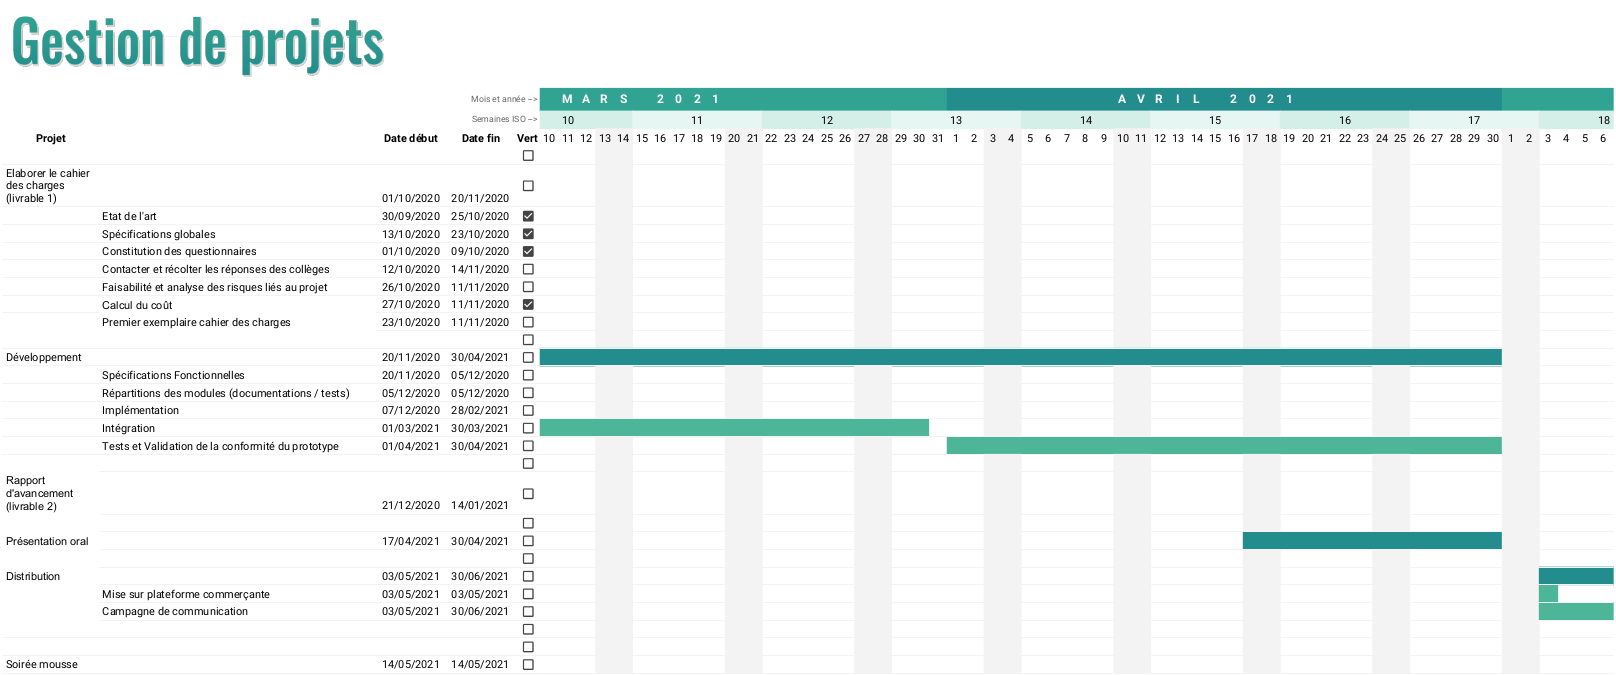 Gestion de projets
Mois et année --> MARS 2021 AVRIL 2021
Semaines ISO --> 10 11 12 13 14 15 16 17 18
Projet Date début Date fin Vert 10 11 12 13 14 15 16 17 18 19 20 21 22 23 24 25 26 27 28 29 30 31 1 2 3 4 5 6 7 8 9 10 11 12 13 14 15 16 17 18 19 20 21 22 23 24 25 26 27 28 29 30 1 2 3 4 5 6
Elaborer le cahier
des charges
(livrable 1) 01/10/2020 20/11/2020
Etat de l'art 30/09/2020 25/10/2020
Spécifications globales 13/10/2020 23/10/2020
Constitution des questionnaires 01/10/2020 09/10/2020
Contacter et récolter les réponses des collèges 12/10/2020 14/11/2020
Faisabilité et analyse des risques liés au projet 26/10/2020 11/11/2020
Calcul du coût 27/10/2020 11/11/2020
Premier exemplaire cahier des charges 23/10/2020 11/11/2020
Développement 20/11/2020 30/04/2021
Spécifications Fonctionnelles 20/11/2020 05/12/2020
Répartitions des modules (documentations / tests) 05/12/2020 05/12/2020
Implémentation 07/12/2020 28/02/2021
Intégration 01/03/2021 30/03/2021
Tests et Validation de la conformité du prototype 01/04/2021 30/04/2021
Rapport
d'avancement
(livrable 2) 21/12/2020 14/01/2021
Présentation oral 17/04/2021 30/04/2021
Distribution 03/05/2021 30/06/2021
Mise sur plateforme commerçante 03/05/2021 03/05/2021
Campagne de communication 03/05/2021 30/06/2021
Soirée mousse 14/05/2021 14/05/2021